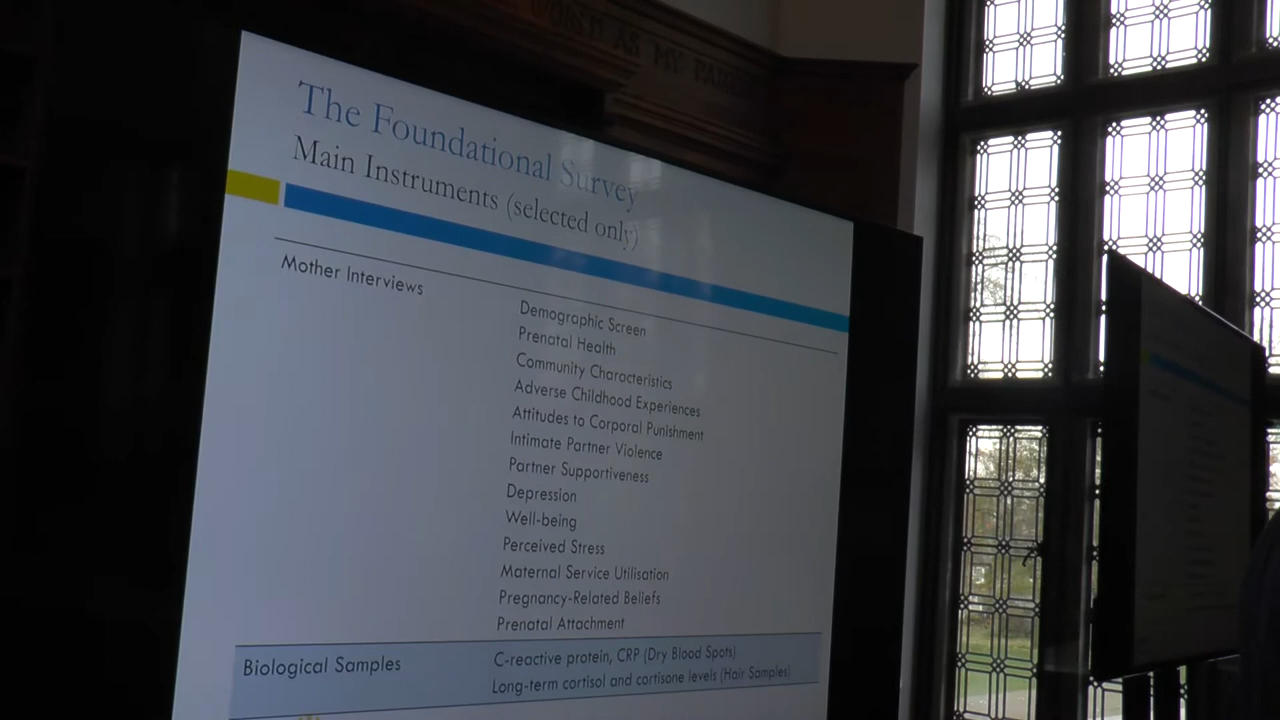 AS MY
The Foundational Survey
Main Instruments (selected only)
Mother Interviews
Demographic Screen
Prenatal Health
Community Characteristics
Adverse Childhood Experiences
Attitudes to Corporal Punishment
Intimate Partner Violence
Partner Supportiveness
Depression
Well-being
Perceived Stress
Maternal Service Utilisation
Pregnancy-Related Beliefs
Prenatal Attachment
Biological Samples
C-reactive protein, CRP (Dry Blood Spots)
Long-term cortisol and cortisone levels (Hair Samples)